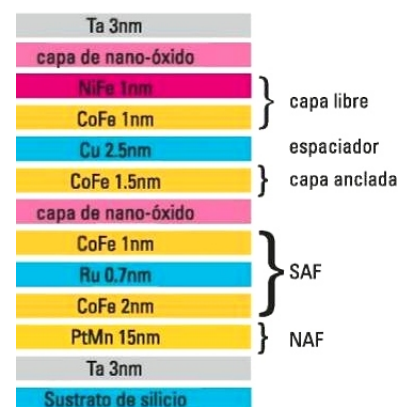 Ta 3nm
capa de nano-óxido
NiFe 1nm
CoFe 1nm
capa libre
Cu 2.5nm
espaciador
CoFe 1.5nm
capa anclada
capa de nano-óxido
CoFe 1nm
Ru 0.7nm
SAF
CoFe 2nm
PtMn 15nm
NAF
Ta 3nm
Sustrato de silicio